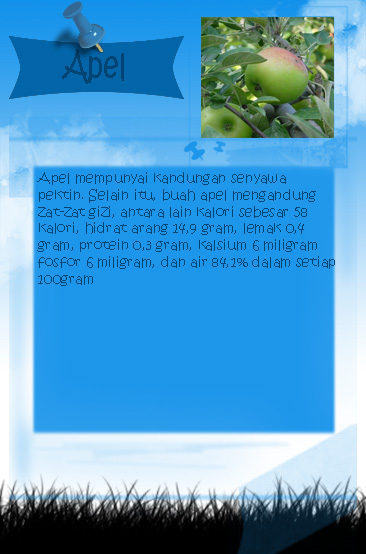 Apel
Apel mempunyai kandungan senyawa
pektin. Selain itu, buah apel mengandung
zat-zat gizi, antara lain kalori sebesar 58
kalori, hidrat arang 14,9 gram, lemak 0,4
gram, protein 0,3 gram, kalsium 6 miligram
fosfor 6 miligram, dan air 84,1% dalam setiap
100gram